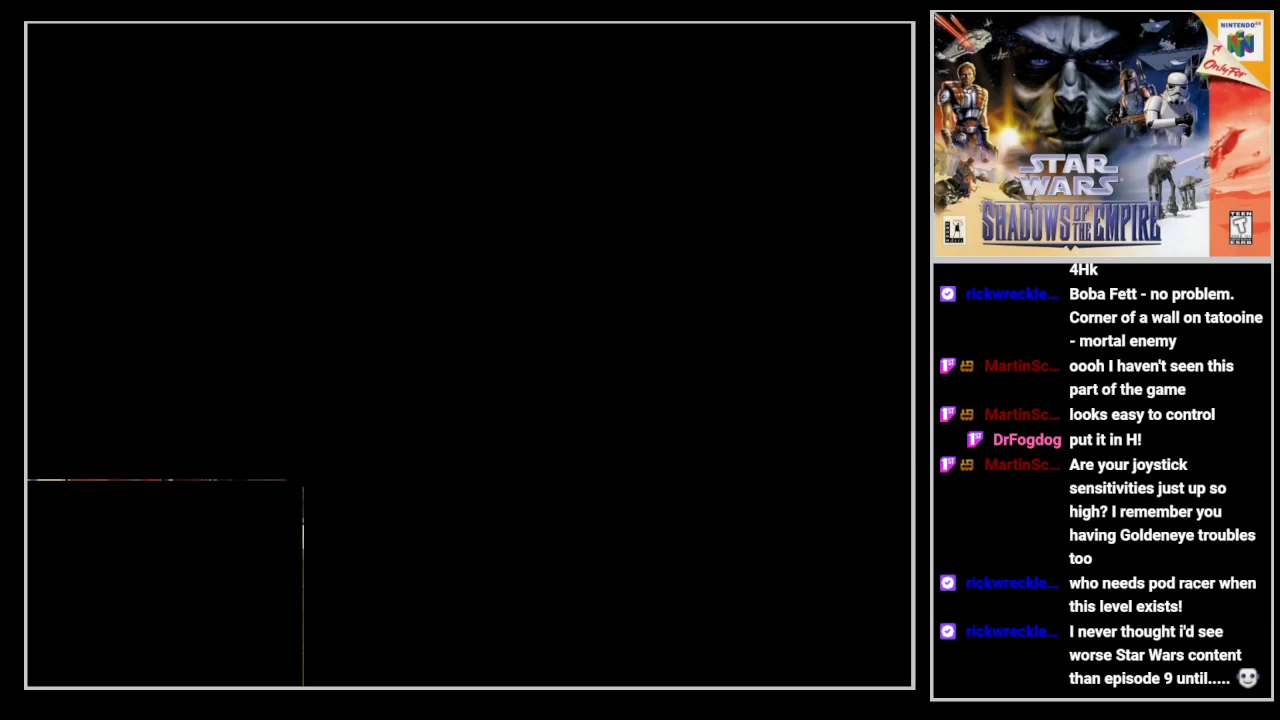 NINTENDO 64
Only For
STAR
WARS
SHADOWS OF THE EMPIRE
TEEN
T
ESRB
4Hk
rickwreckle... Boba Fett - no problem.
Corner of a wall on tatooine
- mortal enemy
MartinSc... oooh I haven't seen this
part of the game
MartinSc... looks easy to control
DrFogdog put it in H!
MartinSc... Are your joystick
sensitivities just up so
high? I remember you
having Goldeneye troubles
too
rickwreckle... who needs pod racer when
this level exists!
rickwreckle... I never thought i'd see
worse Star Wars content
than episode 9 until.....